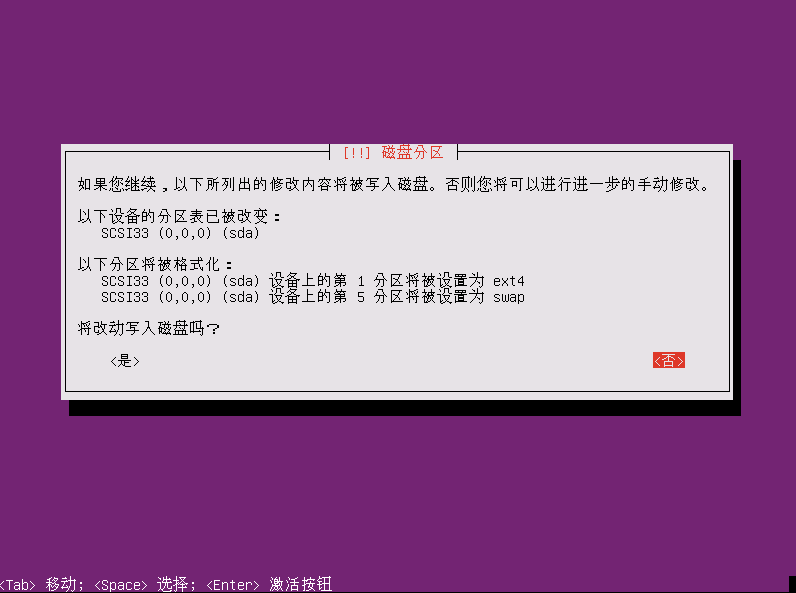 [!!] 磁盘分区
如果您继续，以下所列出的修改内容将被写入磁盘。否则您将可以进行进一步的手动修改。
以下设备的分区表已被改变：
SCSI33 (0,0,0) (sda)
以下分区将被格式化：
SCSI33 (0,0,0) (sda) 设备上的第 1 分区将被设置为 ext4
SCSI33 (0,0,0) (sda) 设备上的第 5 分区将被设置为 swap
将改动写入磁盘吗？
<是> <否>
<Tab> 移动; <Space> 选择; <Enter> 激活按钮